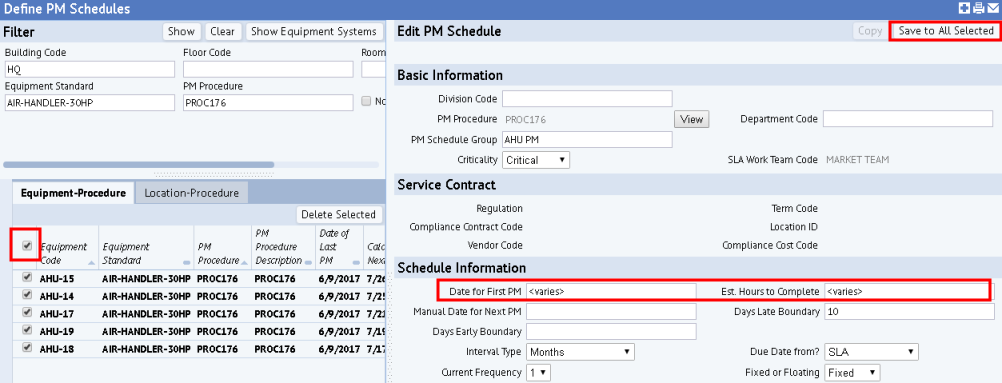 Define PM Schedules
Filter
Show Clear Show Equipment Systems
Building Code Floor Code Room
HQ
Equipment Standard PM Procedure
AIR-HANDLER-30HP PROC176 No
Equipment-Procedure Location-Procedure
Delete Selected
Equipment Code Equipment Standard PM Procedure PM Procedure Description Date of Last PM Calc Next
AHU-15 AIR-HANDLER-30HP PROC176 PROC176 6/9/2017 7/26
AHU-14 AIR-HANDLER-30HP PROC176 PROC176 6/9/2017 7/25
AHU-17 AIR-HANDLER-30HP PROC176 PROC176 6/9/2017
AHU-19 AIR-HANDLER-30HP PROC176 PROC176 6/9/2017 7/19
AHU-18 AIR-HANDLER-30HP PROC176 PROC176 6/9/2017 7/17
Edit PM Schedule Copy Save to All Selected
Basic Information
Division Code
PM Procedure PROC176 View Department Code
PM Schedule Group AHU PM
Criticality Critical SLA Work Team Code MARKET TEAM
Service Contract
Regulation Term Code
Compliance Contract Code Location ID
Vendor Code Compliance Cost Code
Schedule Information
Date for First PM <varies> Est. Hours to Complete <varies>
Manual Date for Next PM Days Late Boundary 10
Days Early Boundary
Interval Type Months Due Date from? SLA
Current Frequency 1 Fixed or Floating Fixed